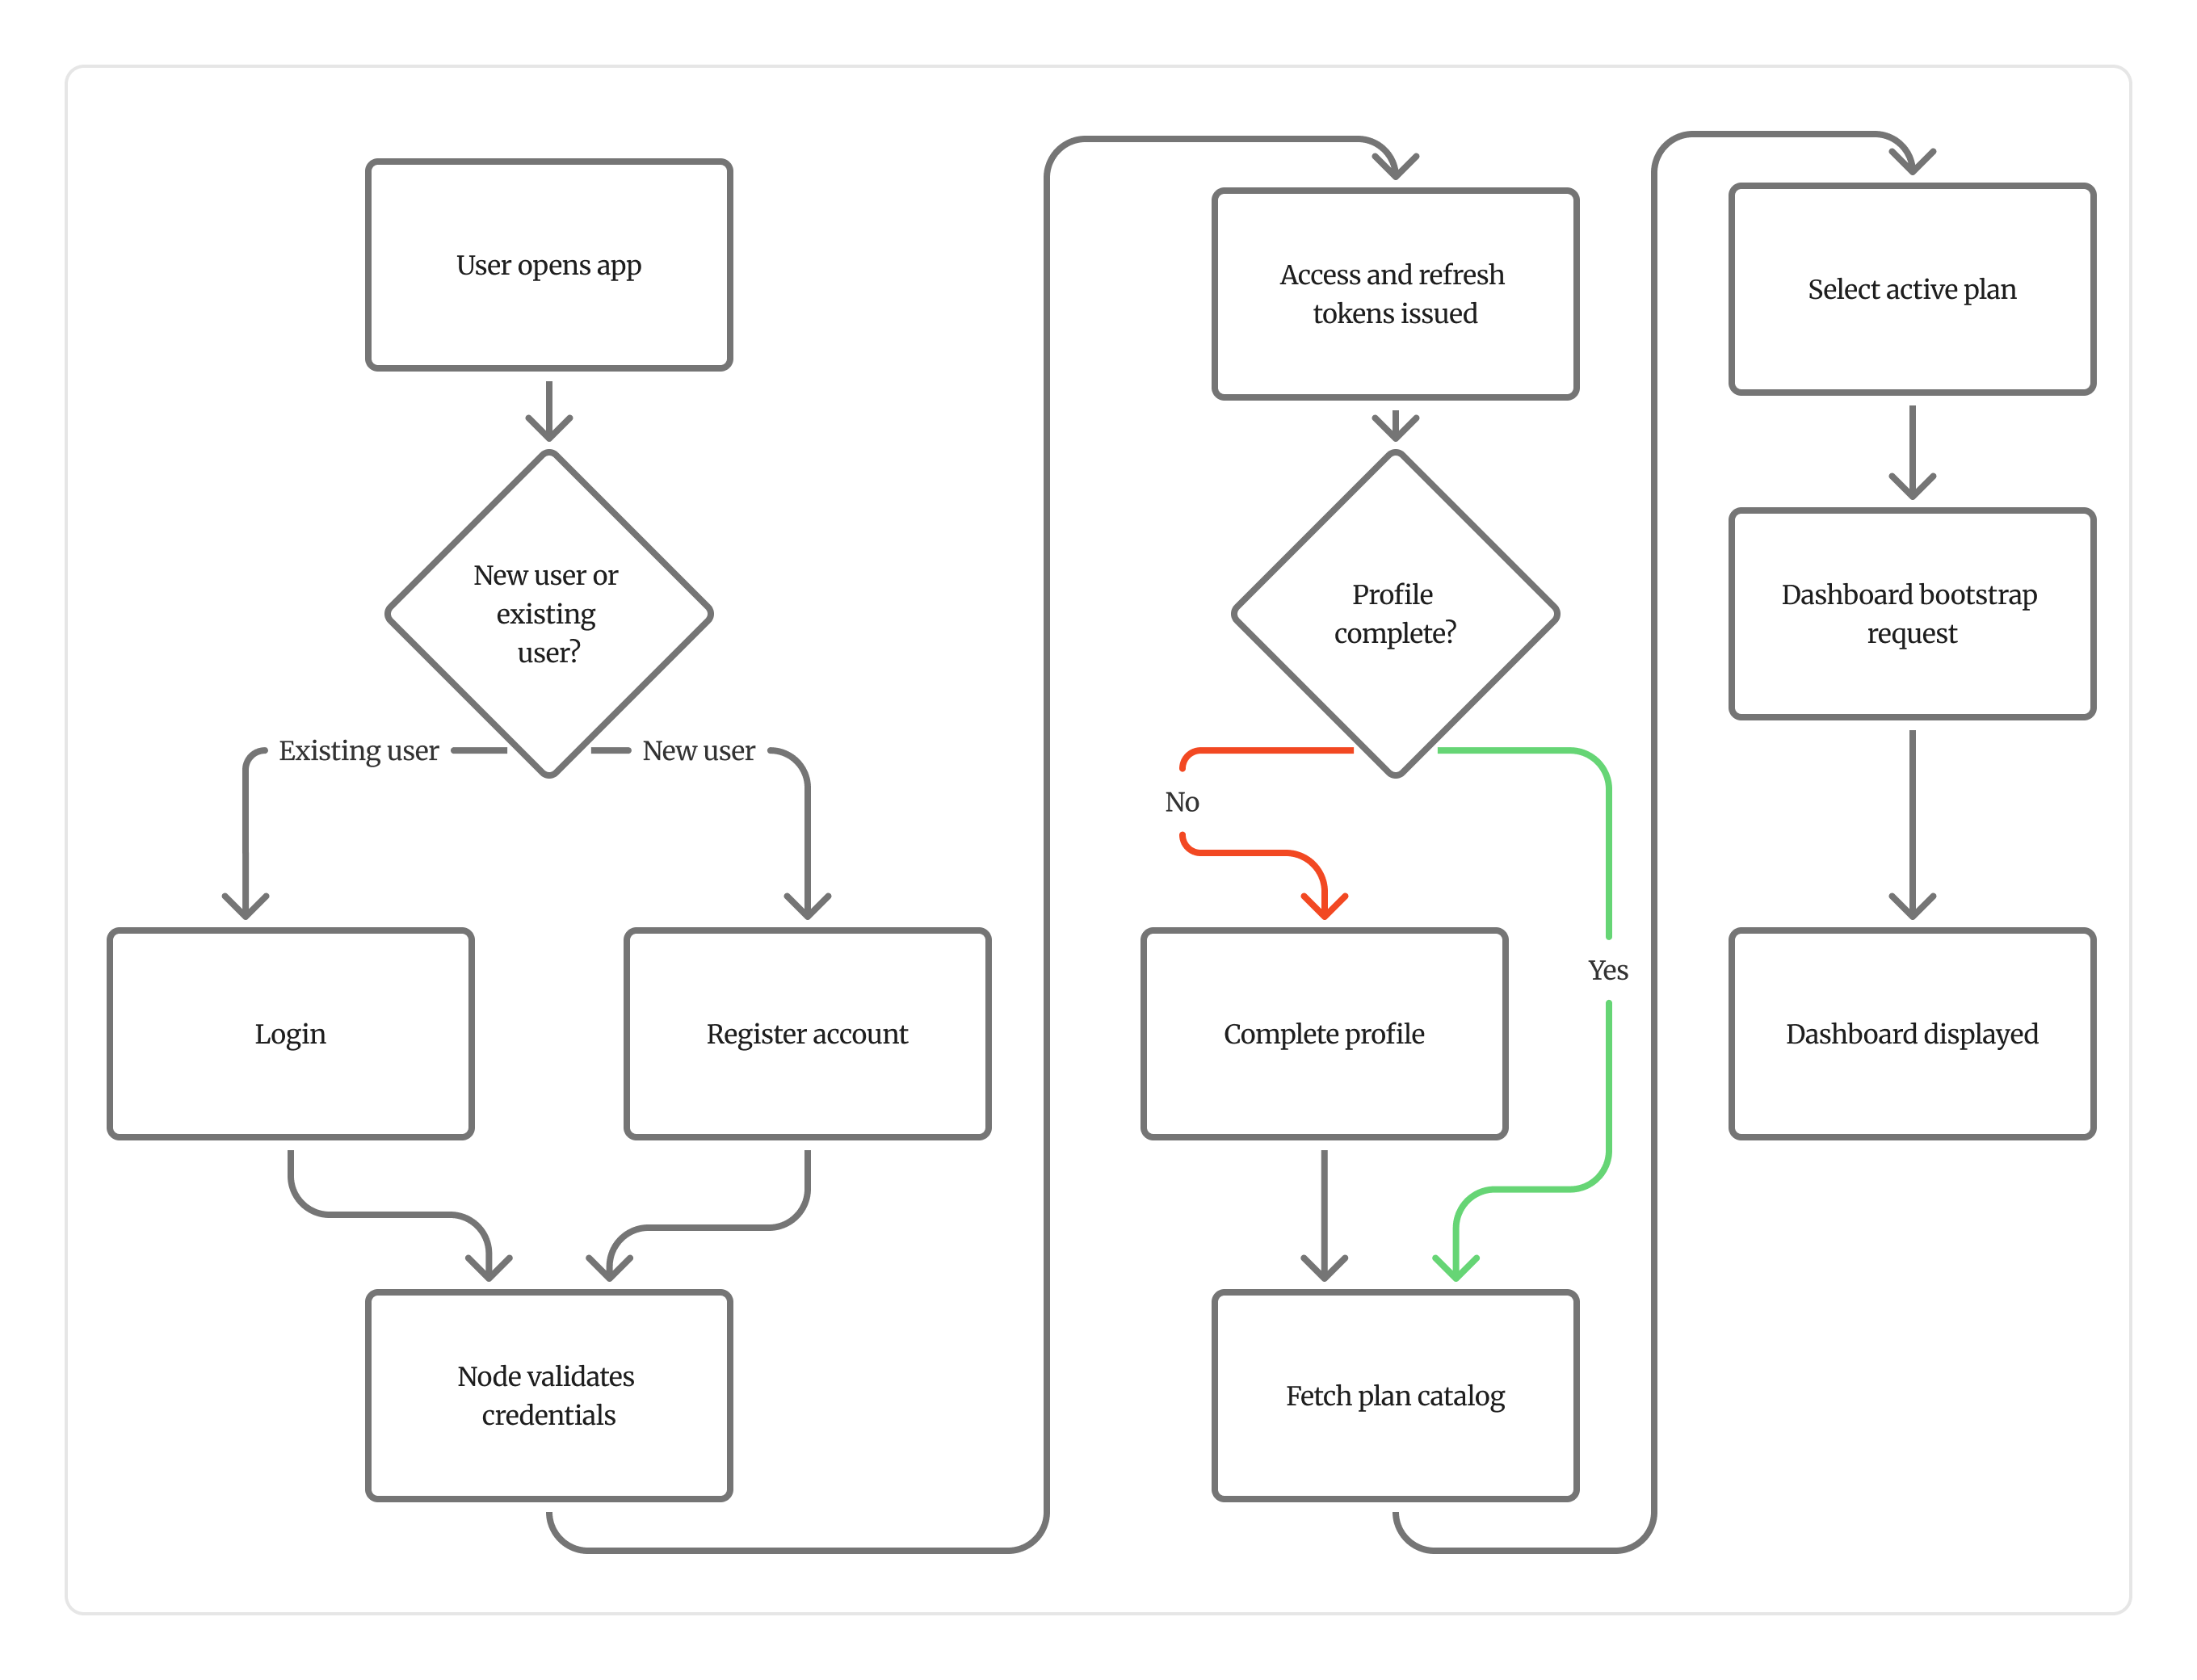 User opens app
New user or
existing
user?
Existing user
New user
Login
Register account
Node validates
credentials
Access and refresh
tokens issued
Profile
complete?
No
Yes
Complete profile
Fetch plan catalog
Select active plan
Dashboard bootstrap
request
Dashboard displayed